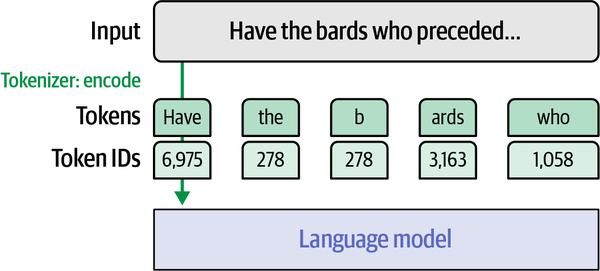 Input Have the bards who preceded...
Tokenizer: encode
Tokens Have the b ards who
Token IDs 6,975 278 278 3,163 1,058
Language model